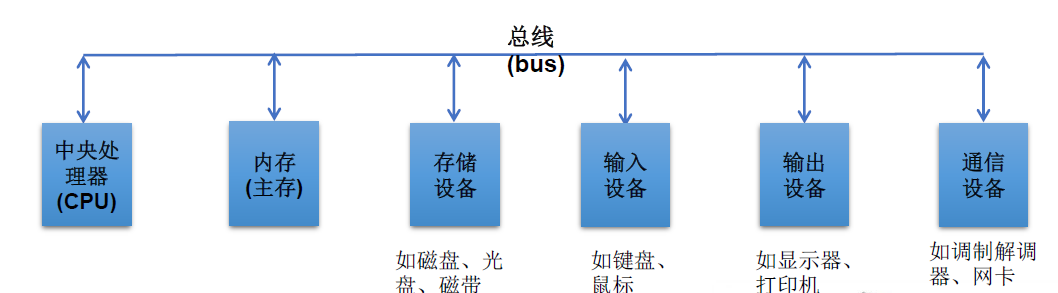 总线
(bus)
中央处
理器
(CPU)
内存
(主存)
存储
设备
输入
设备
输出
设备
通信
设备
如磁盘、光
盘、磁带
如键盘、
鼠标
如显示器、
打印机
如调制解调
器、网卡